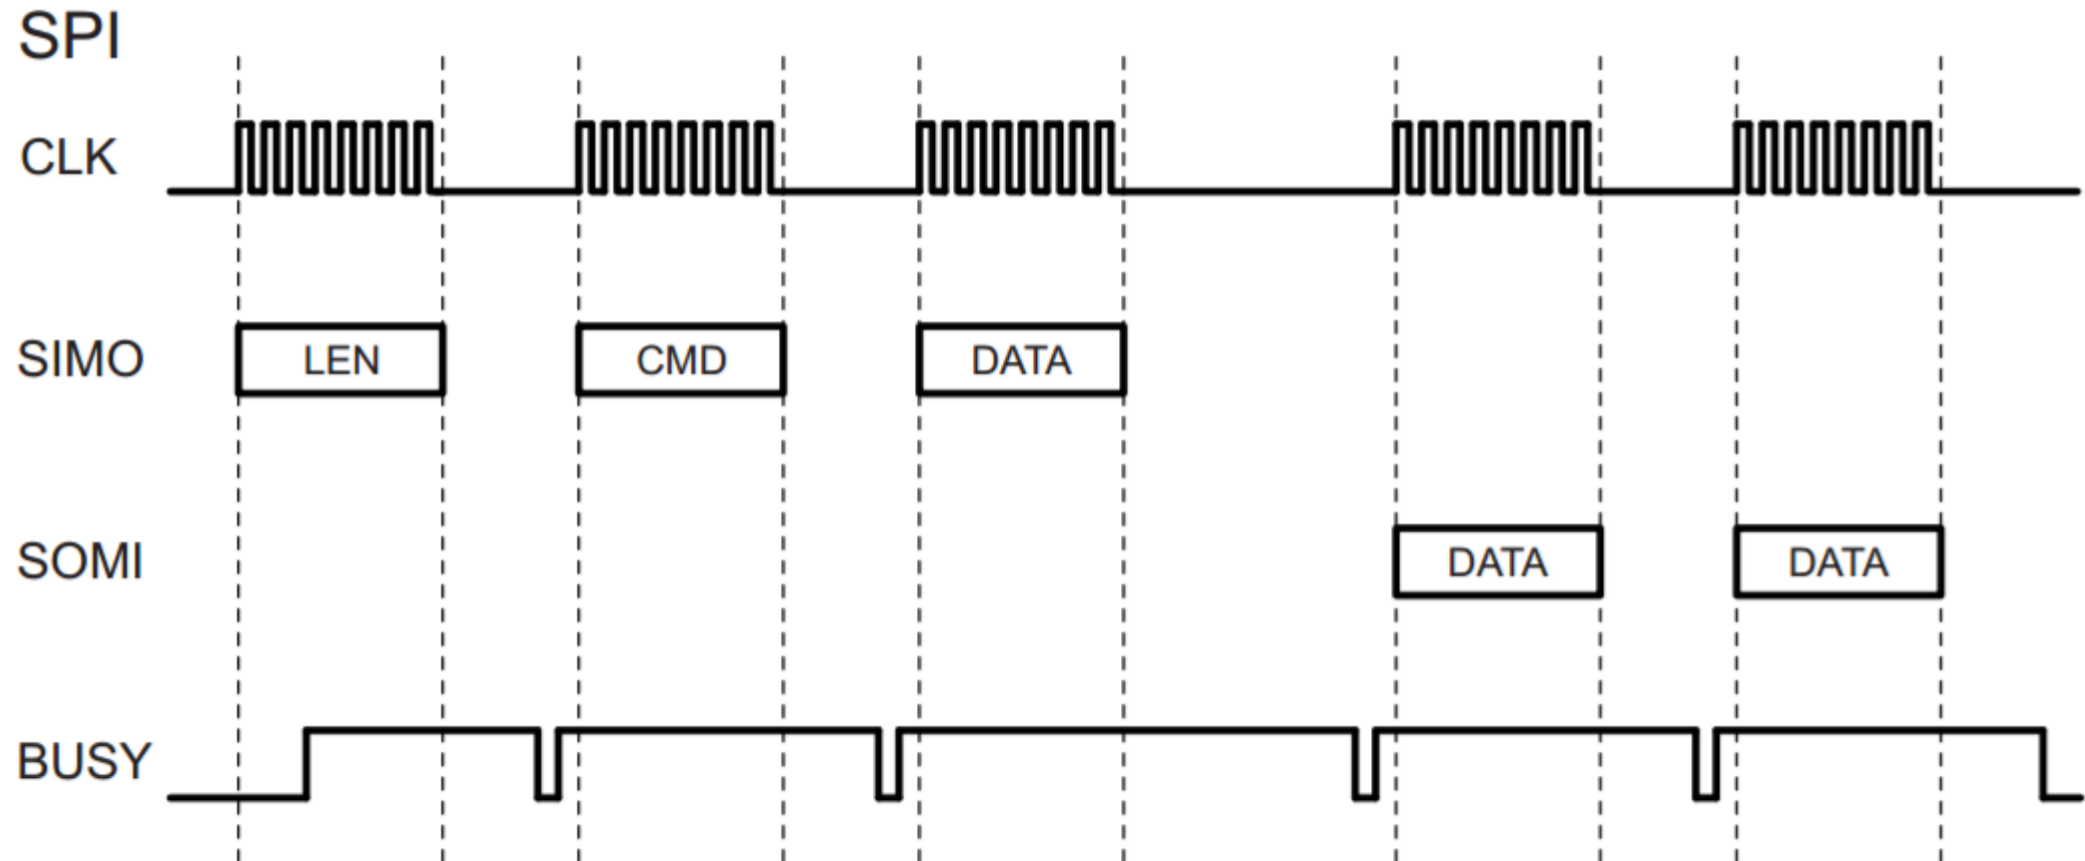 SPI
CLK
SIMO LEN CMD DATA
SOMI DATA DATA
BUSY